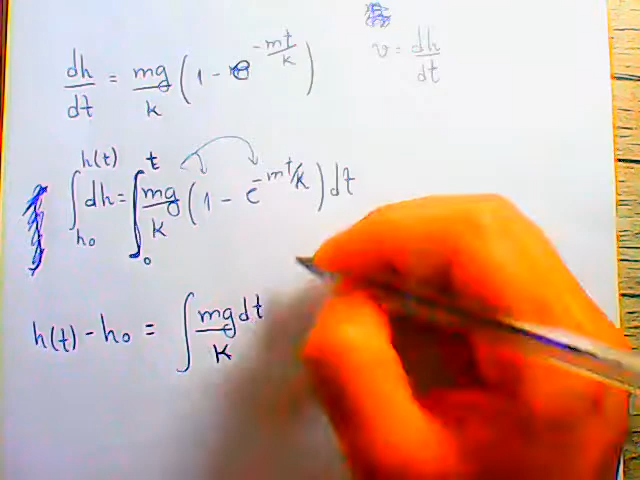 dh/dt = mg/k (1 - e^{-mt/k})
v = dh/dt
∫_{h0}^{h(t)} dh = ∫_0^t mg/k (1 - e^{-mt/k}) dt
h(t) - h0 = ∫ mg dt/k